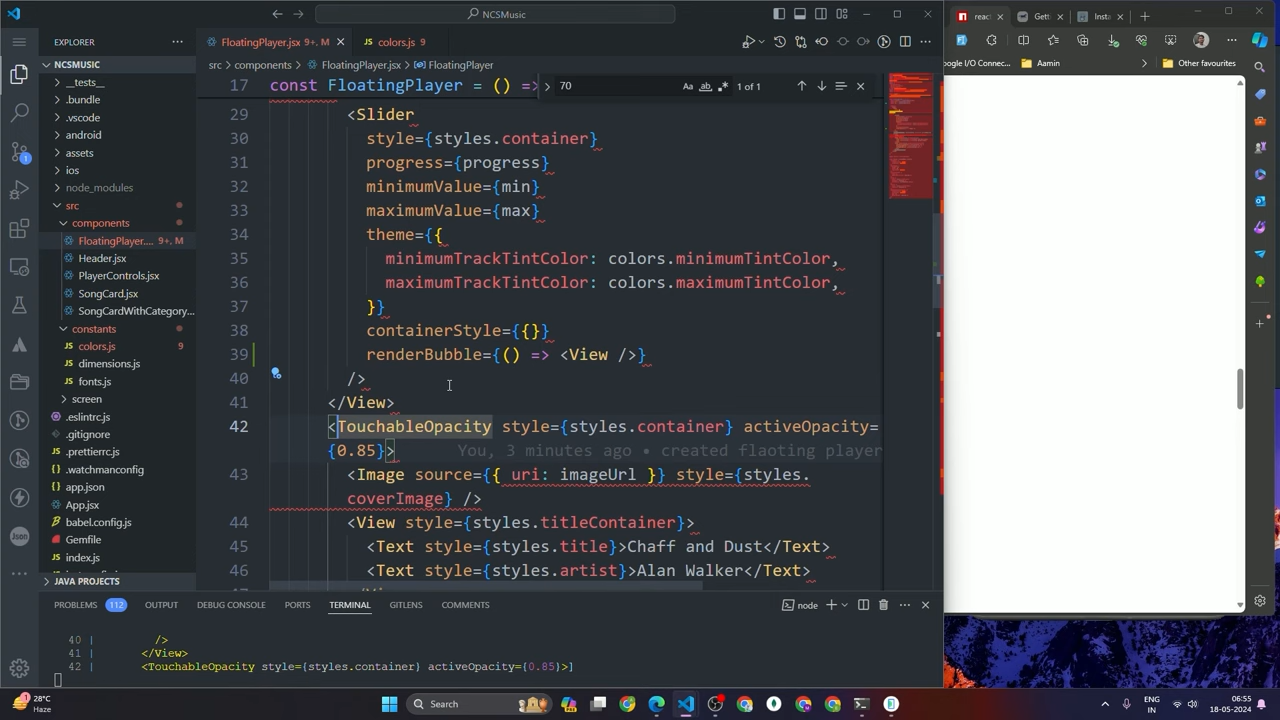 NCSMusic
reac
Gett
Insta
EXPLORER
FloatingPlayer.jsx 9+, M
colors.js 9
ogle I/O Connec...
Aamin
Other favourites
NCSMUSIC
__tests__
.bundle
.vscode
android
assets
ios
node_modules
src
components
FloatingPlayer.... 9+, M
Header.jsx
PlayerControls.jsx
SongCard.jsx
SongCardWithCategory...
constants
colors.js 9
dimensions.js
fonts.js
screen
.eslintrc.js
.gitignore
.prettierrc.js
.watchmanconfig
app.json
App.jsx
babel.config.js
Gemfile
index.js
JAVA PROJECTS
src > components > FloatingPlayer.jsx > FloatingPlayer
70
Aa ab .* 1 of 1
17 const FloatingPlayer = () =>
29 <Slider
30 style={styles.container}
31 progress={progress}
32 minimumValue={min}
33 maximumValue={max}
34 theme={{
35 minimumTrackTintColor: colors.minimumTintColor,
36 maximumTrackTintColor: colors.maximumTintColor,
37 }}
38 containerStyle={{}}
39 renderBubble={() => <View />}
40 />
41 </View>
42 <TouchableOpacity style={styles.container} activeOpacity=
{0.85}> You, 3 minutes ago • created flaoting player
43 <Image source={{ uri: imageUrl }} style={styles.
coverImage} />
44 <View style={styles.titleContainer}>
45 <Text style={styles.title}>Chaff and Dust</Text>
46 <Text style={styles.artist}>Alan Walker</Text>
PROBLEMS 112 OUTPUT DEBUG CONSOLE PORTS TERMINAL GITLENS COMMENTS
node
40 | />
41 | </View>
42 | <TouchableOpacity style={styles.container} activeOpacity={0.85}>]
28°C
Haze
Search
ENG
IN
06:55
18-05-2024